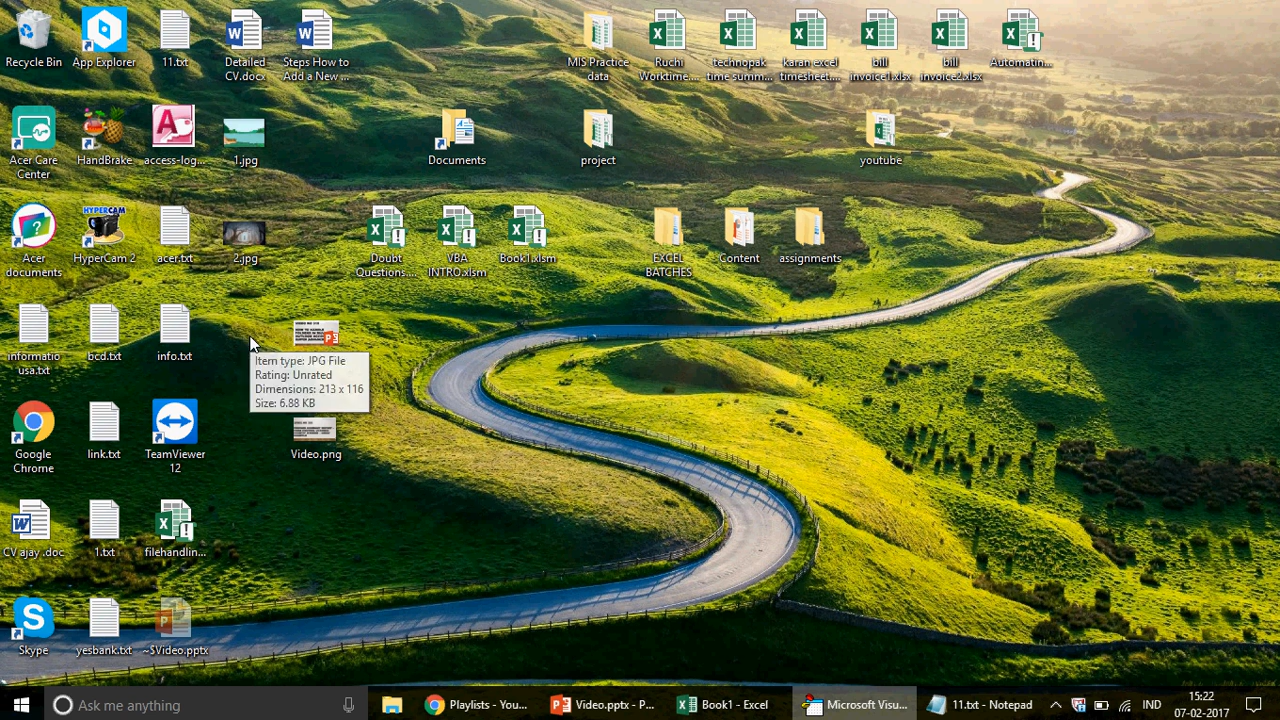 Recycle Bin
App Explorer
11.txt
Detailed
CV.docx
Steps How to
Add a New ...
MIS Practice
data
Ruchi
Worktime....
technopak
time summ...
karan excel
timesheet....
bill
invoice1.xlsx
bill
invoice2.xlsx
Automatin...
Acer Care
Center
HandBrake
access-log...
1.jpg
Documents
project
youtube
Acer
documents
HYPERCAM
HyperCam 2
acer.txt
2.jpg
Doubt
Questions....
VBA
INTRO.xlsm
Book1.xlsm
EXCEL
BATCHES
Content
assignments
informatio
usa.txt
bcd.txt
info.txt
Item type: JPG File
Rating: Unrated
Dimensions: 213 x 116
Size: 6.88 KB
Google
Chrome
link.txt
TeamViewer
12
Video.png
CV ajay .doc
1.txt
filehandlin...
Skype
yesbank.txt
~$Video.pptx
Ask me anything
Playlists - You...
Video.pptx - P...
Book1 - Excel
Microsoft Visu...
11.txt - Notepad
IND
15:22
07-02-2017